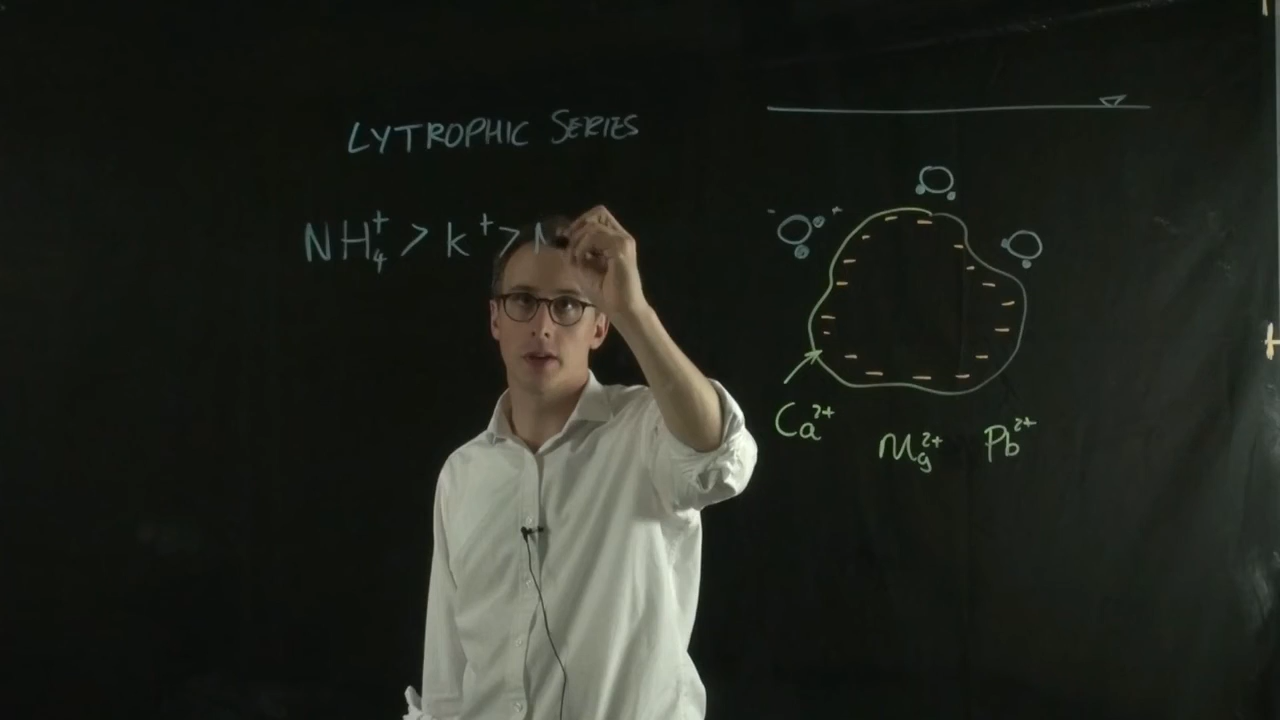 LYTROPHIC SERIES
NH₄⁺ > K⁺ >
- +
Ca²⁺ Mg²⁺ Pb²⁺